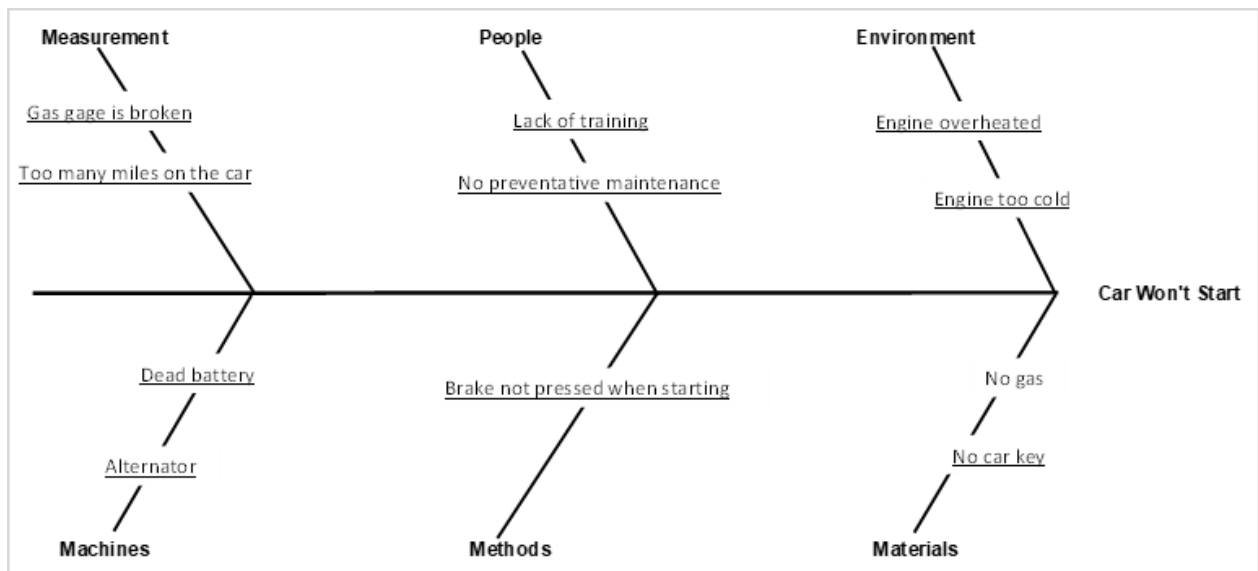 Measurement
People
Environment
Gas gage is broken
Lack of training
Engine overheated
Too many miles on the car
No preventative maintenance
Engine too cold
Car Won't Start
Dead battery
Brake not pressed when starting
No gas
Alternator
No car key
Machines
Methods
Materials